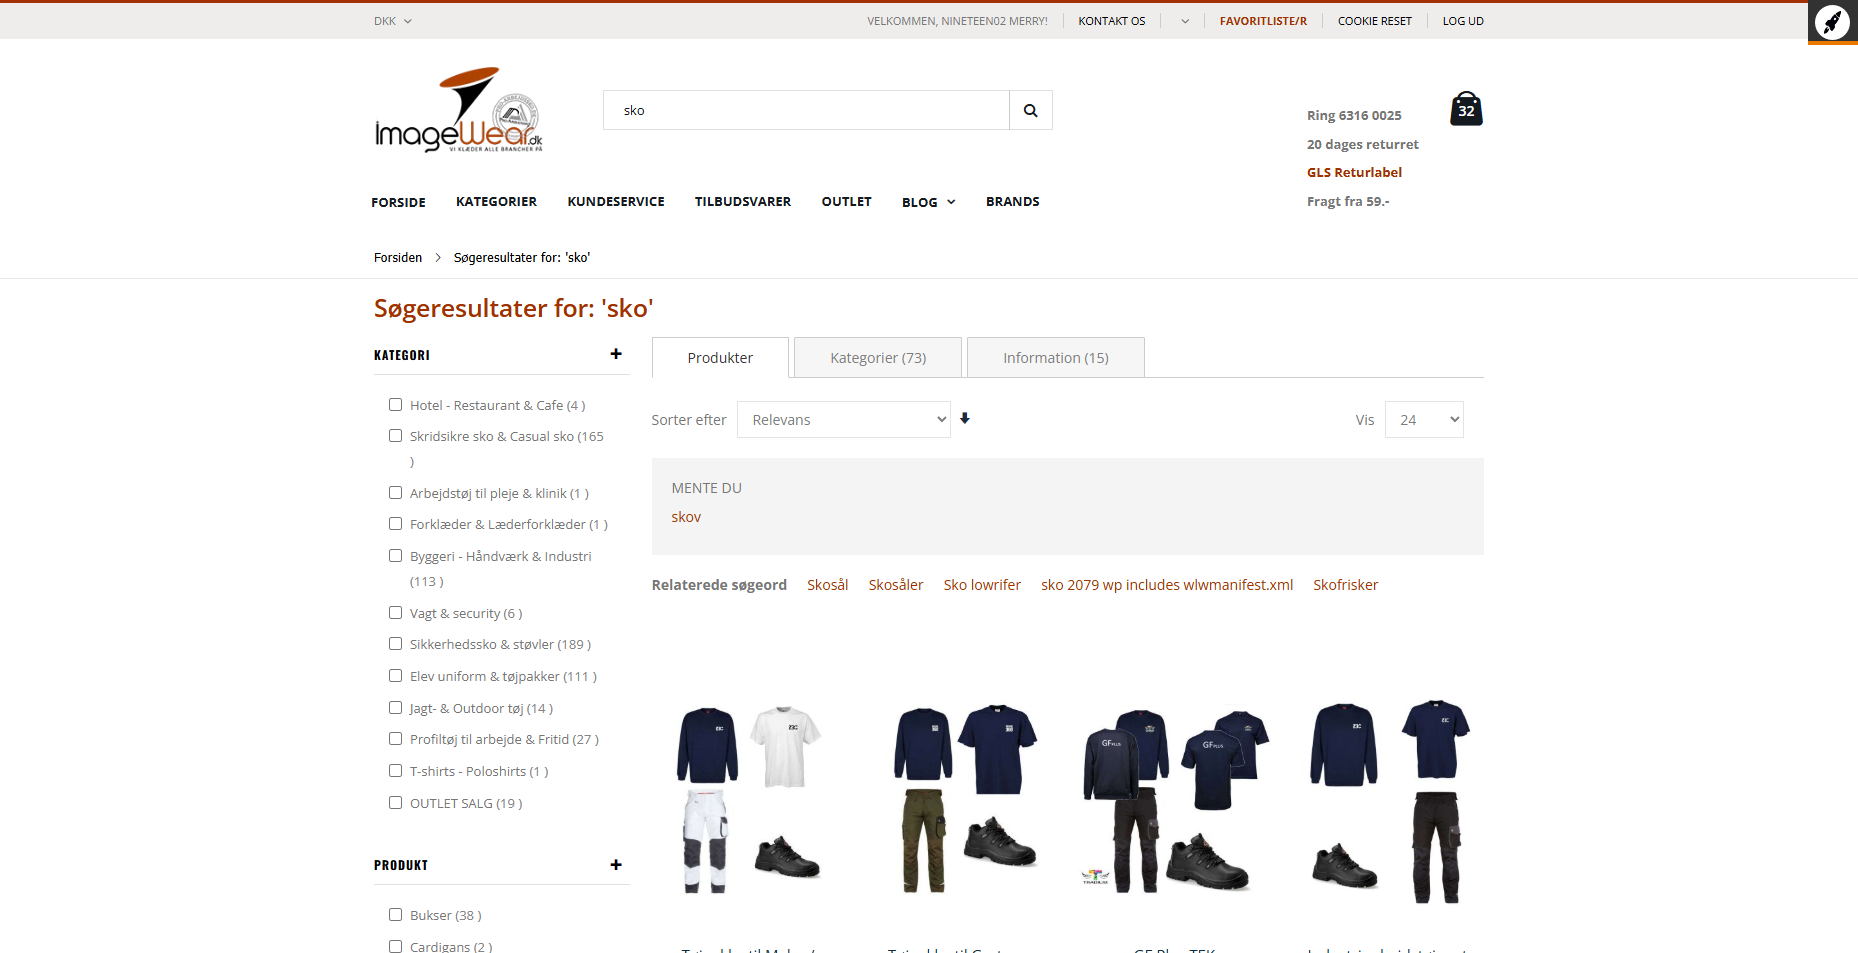 DKK
VELKOMMEN, NINETEEN02 MERRY!
KONTAKT OS
FAVORITLISTE/R
COOKIE RESET
LOG UD
imageWear.dk
VI KLÆDER ALLE BRANCHER PÅ
sko
Ring 6316 0025
32
20 dages returret
GLS Returlabel
Fragt fra 59.-
FORSIDE
KATEGORIER
KUNDESERVICE
TILBUDSVARER
OUTLET
BLOG
BRANDS
Forsiden
Søgeresultater for: 'sko'
Søgeresultater for: 'sko'
KATEGORI
Hotel - Restaurant & Cafe (4 )
Skridsikre sko & Casual sko (165
)
Arbejdstøj til pleje & klinik (1 )
Forklæder & Læderforklæder (1 )
Byggeri - Håndværk & Industri
(113 )
Vagt & security (6 )
Sikkerhedssko & støvler (189 )
Elev uniform & tøjpakker (111 )
Jagt- & Outdoor tøj (14 )
Profiltøj til arbejde & Fritid (27 )
T-shirts - Poloshirts (1 )
OUTLET SALG (19 )
PRODUKT
Bukser (38 )
Cardigans (2 )
Produkter
Kategorier (73)
Information (15)
Sorter efter
Relevans
Vis
24
MENTE DU
skov
Relaterede søgeord
Skosål
Skosåler
Sko lowrifer
sko 2079 wp includes wlwmanifest.xml
Skofrisker
GF PLUS
GF PLUS